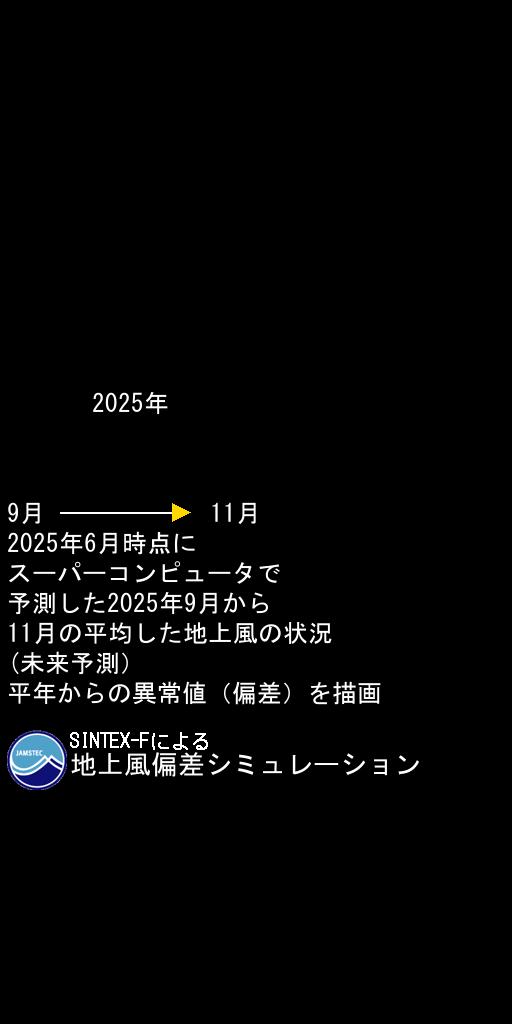 2025年
9月 → 11月
2025年6月時点に
スーパーコンピュータで
予測した2025年9月から
11月の平均した地上風の状況
(未来予測)
平年からの異常値（偏差）を描画
SINTEX-Fによる
JAMSTEC
地上風偏差シミュレーション